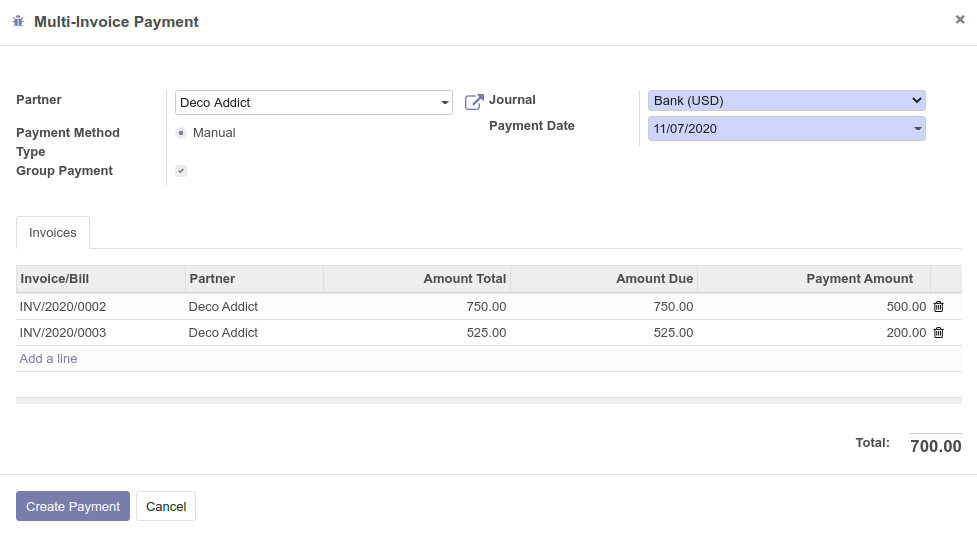 Multi-Invoice Payment ×
Partner Deco Addict Journal Bank (USD)
Payment Method Type Manual Payment Date 11/07/2020
Group Payment
Invoices
Invoice/Bill Partner Amount Total Amount Due Payment Amount
INV/2020/0002 Deco Addict 750.00 750.00 500.00
INV/2020/0003 Deco Addict 525.00 525.00 200.00
Add a line
Total: 700.00
Create Payment Cancel